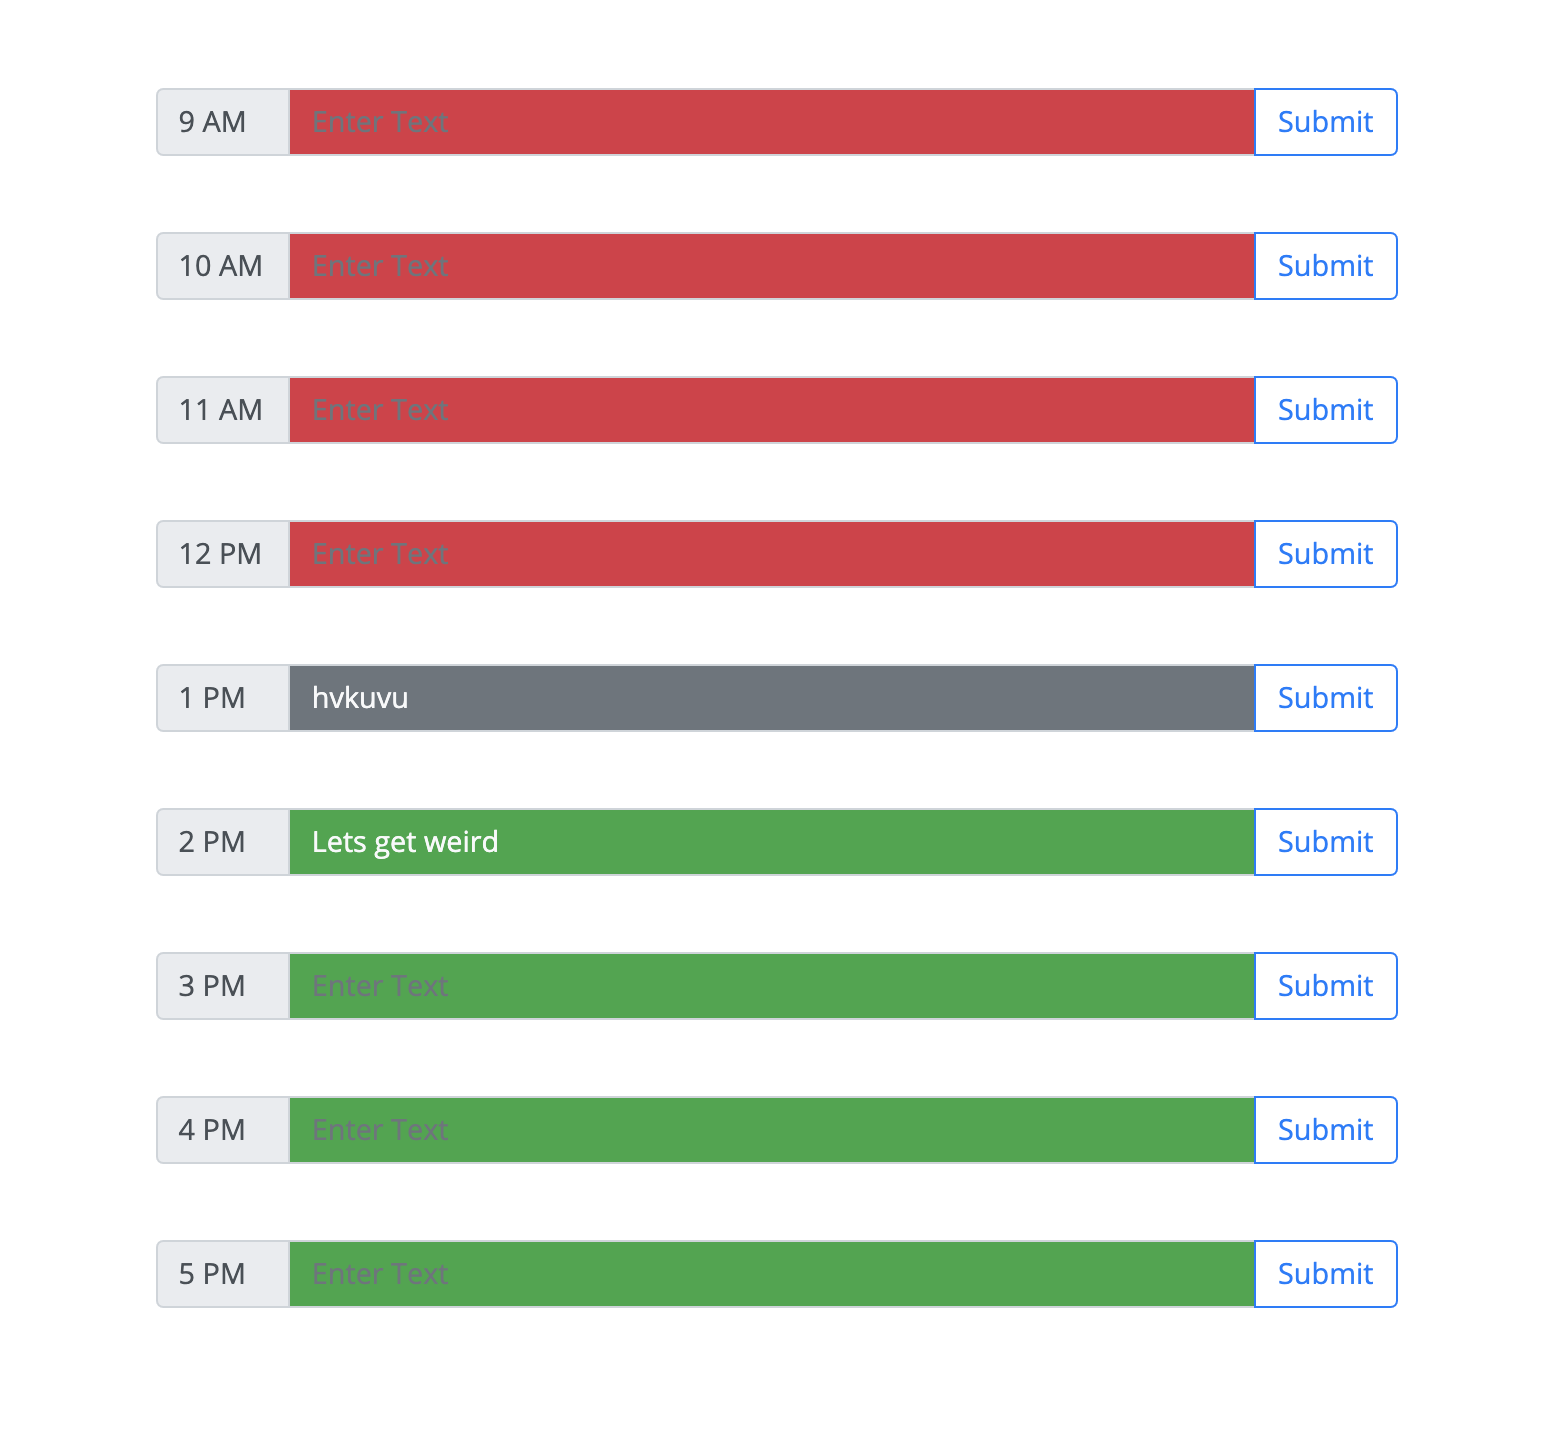 9 AM Enter Text Submit
10 AM Enter Text Submit
11 AM Enter Text Submit
12 PM Enter Text Submit
1 PM hvkuvu Submit
2 PM Lets get weird Submit
3 PM Enter Text Submit
4 PM Enter Text Submit
5 PM Enter Text Submit